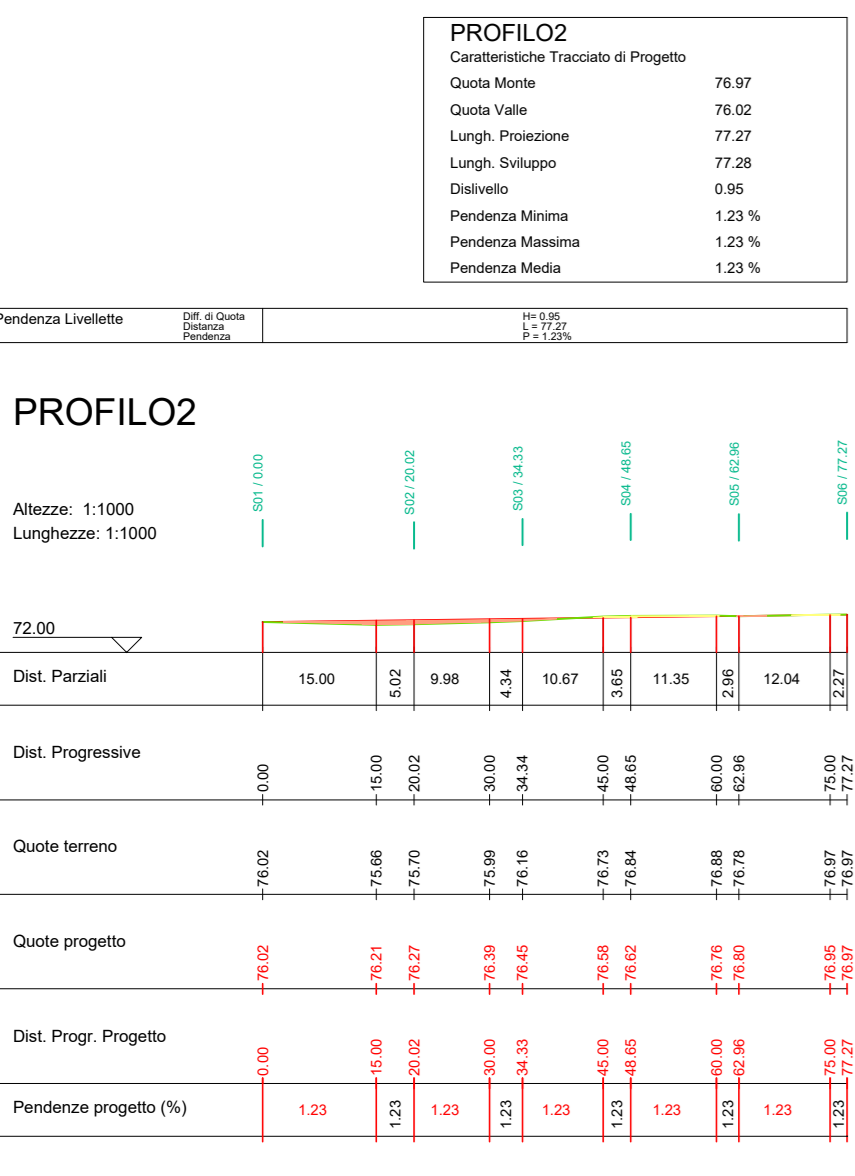 PROFILO2
Caratteristiche Tracciato di Progetto
Quota Monte 76.97
Quota Valle 76.02
Lungh. Proiezione 77.27
Lungh. Sviluppo 77.28
Dislivello 0.95
Pendenza Minima 1.23 %
Pendenza Massima 1.23 %
Pendenza Media 1.23 %
Pendenza Livellette
Diff. di Quota H= 0.95
Distanza L = 77.27
Pendenza P = 1.23%
PROFILO2
S01 / 0.00
S02 / 20.02
S03 / 34.33
S04 / 48.65
S05 / 62.96
S06 / 77.27
Altezze: 1:1000
Lunghezze: 1:1000
72.00
Dist. Parziali 15.00 5.02 9.98 4.34 10.67 3.65 11.35 2.96 12.04 2.27
Dist. Progressive 0.00 15.00 20.02 30.00 34.34 45.00 48.65 60.00 62.96 75.00 77.27
Quote terreno 76.02 75.66 75.70 75.99 76.16 76.73 76.84 76.88 76.78 76.97 76.97
Quote progetto 76.02 76.21 76.27 76.39 76.45 76.58 76.62 76.76 76.80 76.95 76.97
Dist. Progr. Progetto 0.00 15.00 20.02 30.00 34.33 45.00 48.65 60.00 62.96 75.00 77.27
Pendenze progetto (%) 1.23 1.23 1.23 1.23 1.23 1.23 1.23 1.23 1.23 1.23